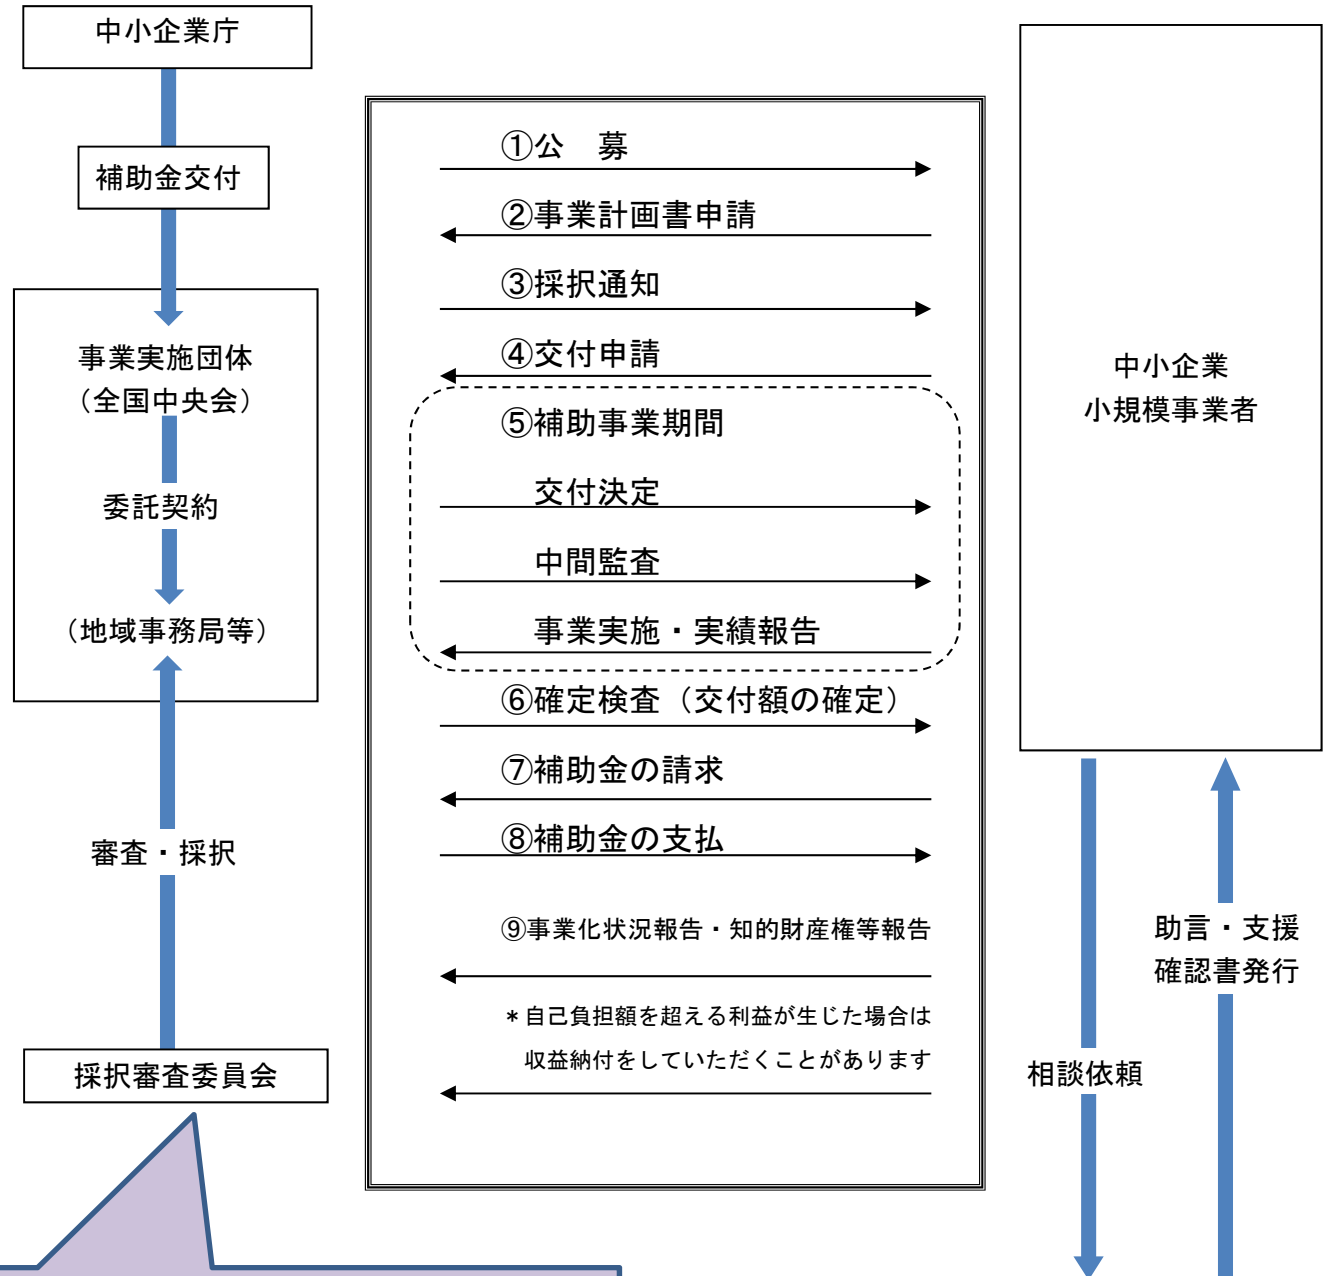 中小企業庁
補助金交付
事業実施団体
（全国中央会）
委託契約
（地域事務局等）
審査・採択
採択審査委員会
①公　募
②事業計画書申請
③採択通知
④交付申請
⑤補助事業期間
交付決定
中間監査
事業実施・実績報告
⑥確定検査（交付額の確定）
⑦補助金の請求
⑧補助金の支払
⑨事業化状況報告・知的財産権等報告
＊自己負担額を超える利益が生じた場合は
収益納付をしていただくことがあります
中小企業
小規模事業者
相談依頼
助言・支援
確認書発行